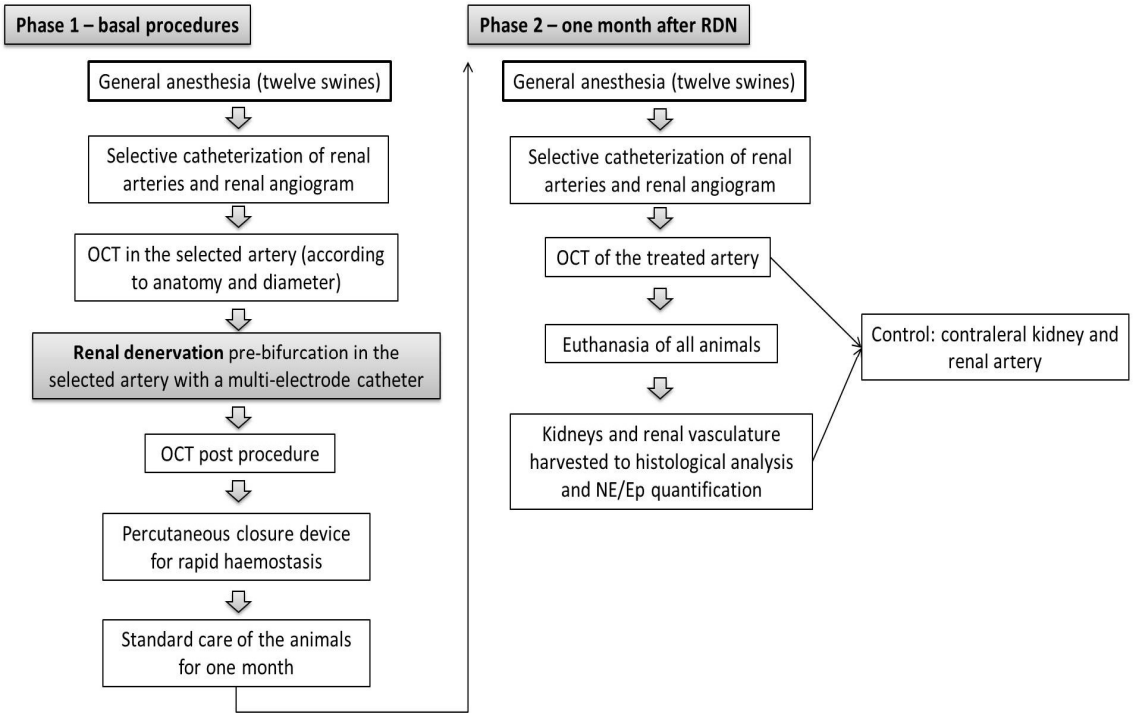 Phase 1 – basal procedures
General anesthesia (twelve swines)
Selective catheterization of renal
arteries and renal angiogram
OCT in the selected artery (according
to anatomy and diameter)
Renal denervation pre-bifurcation in the
selected artery with a multi-electrode catheter
OCT post procedure
Percutaneous closure device
for rapid haemostasis
Standard care of the animals
for one month
Phase 2 – one month after RDN
General anesthesia (twelve swines)
Selective catheterization of renal
arteries and renal angiogram
OCT of the treated artery
Euthanasia of all animals
Kidneys and renal vasculature
harvested to histological analysis
and NE/Ep quantification
Control: contraleral kidney and
renal artery